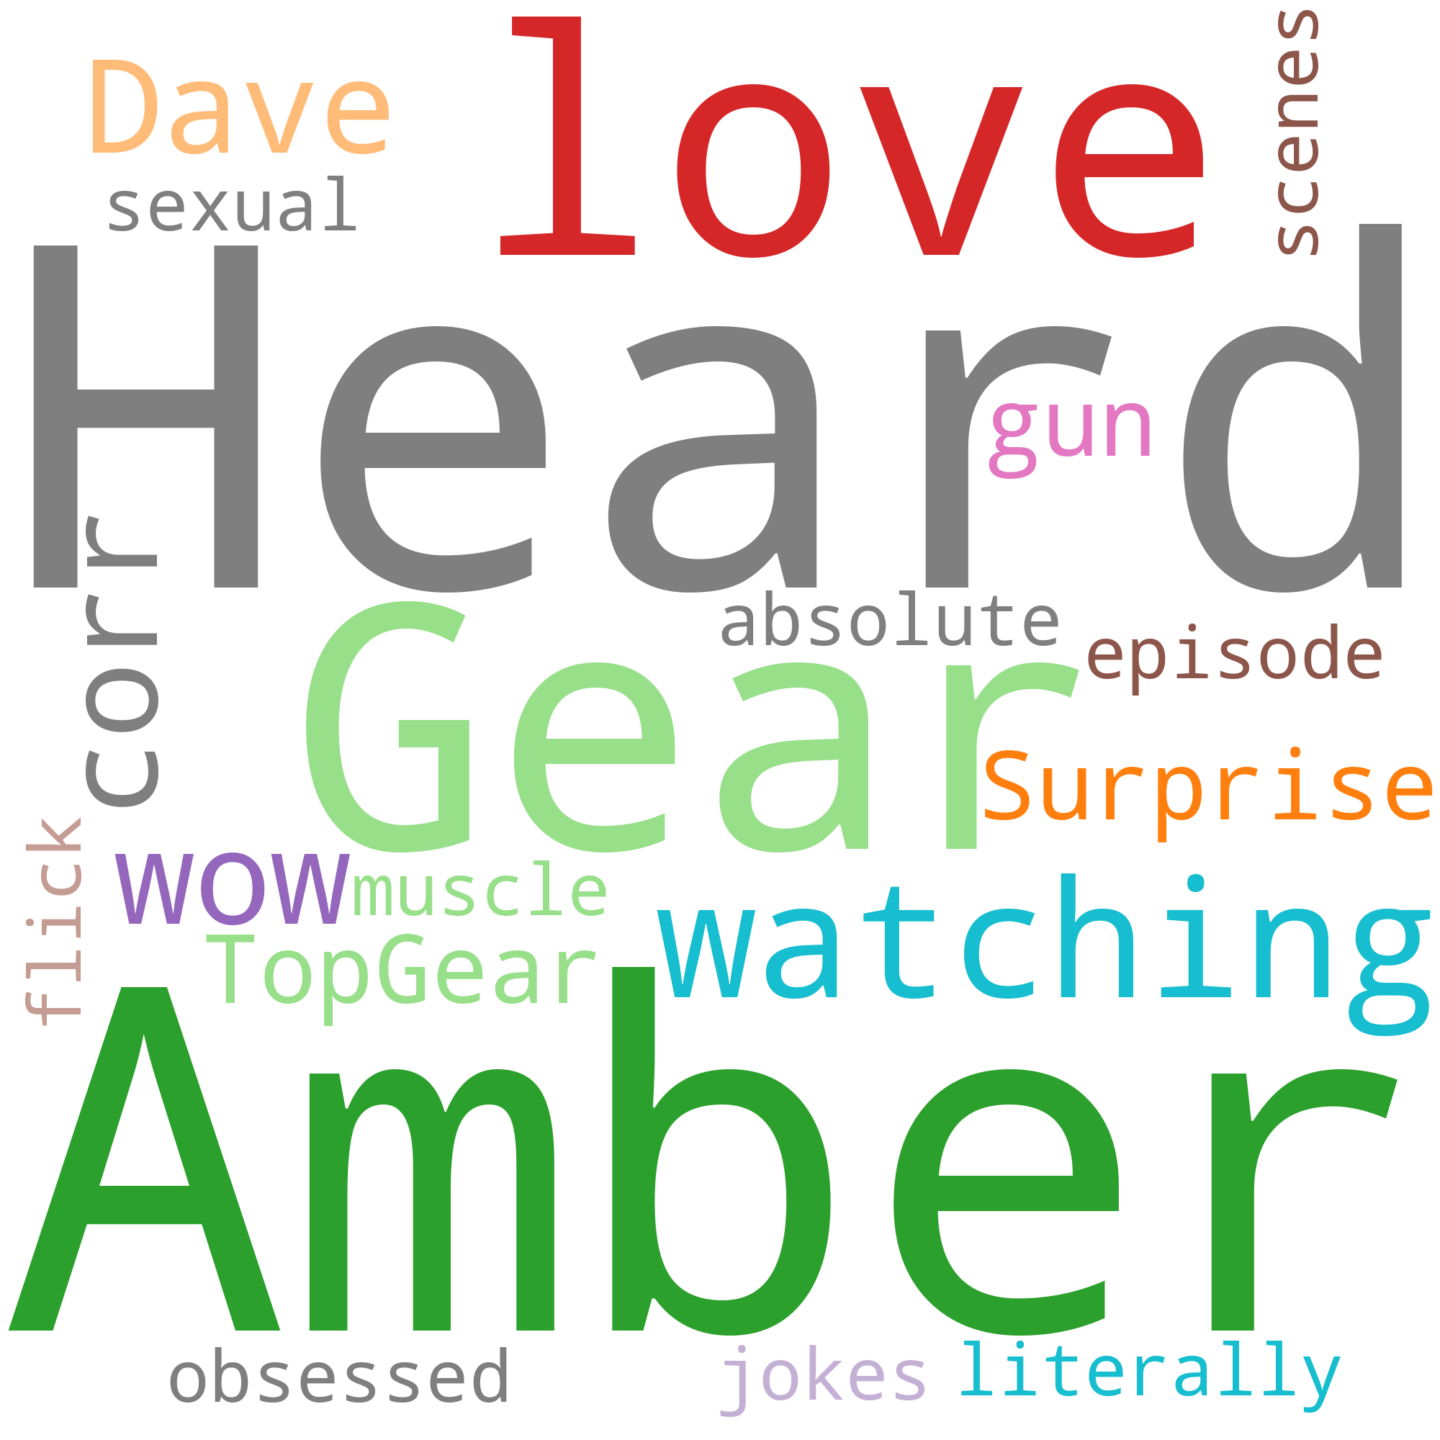 love
Dave
scenes
sexual
Heard
gun
corr
absolute
Gear
episode
Surprise
flick
wow
muscle
watching
TopGear
Amber
obsessed
jokes
literally